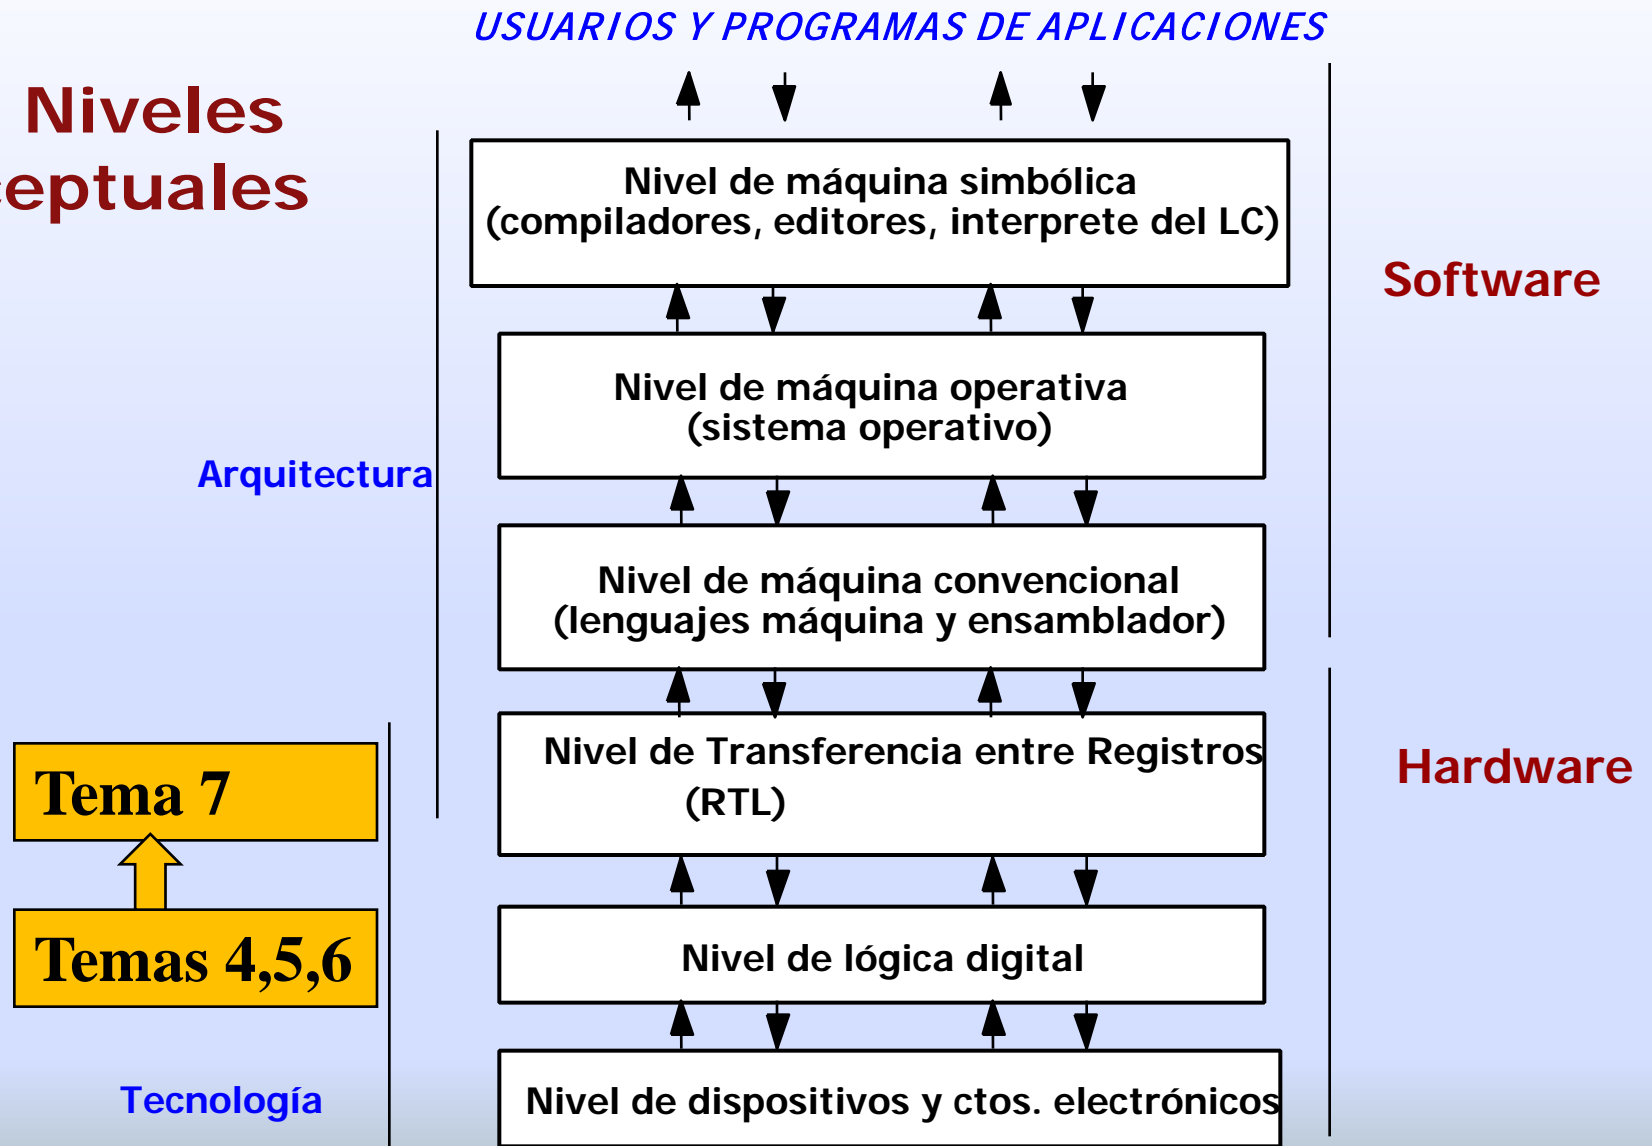 USUARIOS Y PROGRAMAS DE APLICACIONES
Niveles
ceptuales
Nivel de máquina simbólica
(compiladores, editores, interprete del LC)
Software
Nivel de máquina operativa
(sistema operativo)
Arquitectura
Nivel de máquina convencional
(lenguajes máquina y ensamblador)
Nivel de Transferencia entre Registros
(RTL)
Hardware
Tema 7
Temas 4,5,6
Nivel de lógica digital
Nivel de dispositivos y ctos. electrónicos
Tecnología